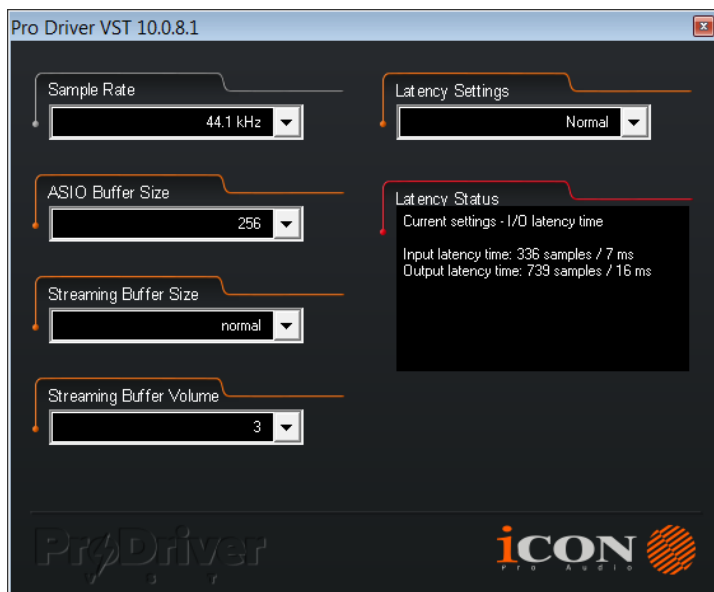 Pro Driver VST 10.0.8.1
Sample Rate
44.1 kHz
ASIO Buffer Size
256
Streaming Buffer Size
normal
Streaming Buffer Volume
3
Latency Settings
Normal
Latency Status
Current settings - I/O latency time
Input latency time: 336 samples / 7 ms
Output latency time: 739 samples / 16 ms
ProDriver
VST
iCON
Pro Audio